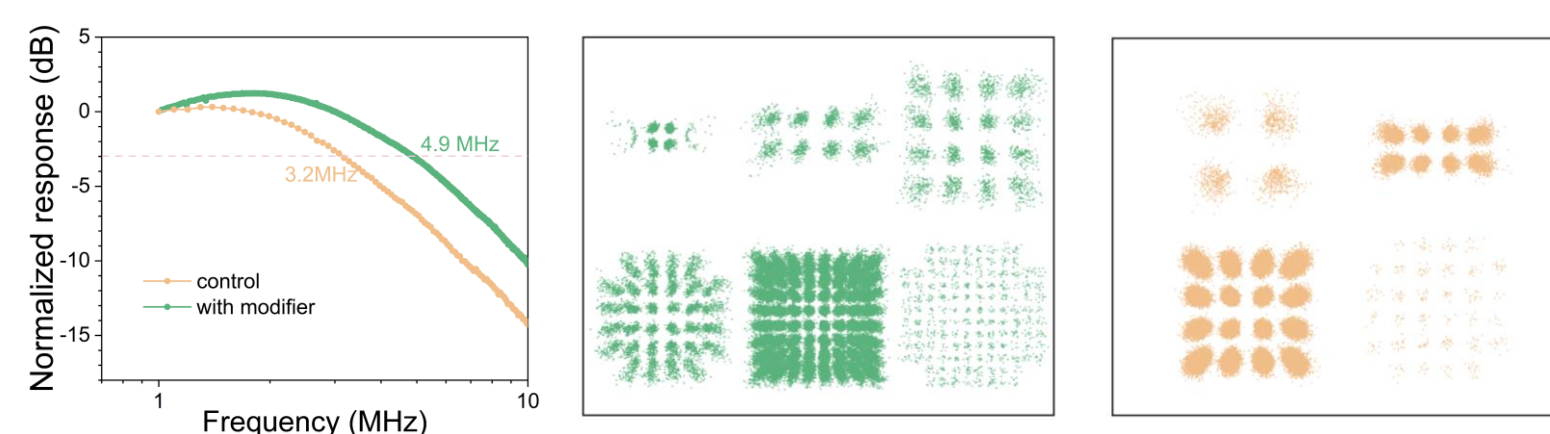 Normalized response (dB)
5
0
-5
-10
-15
4.9 MHz
3.2MHz
control
with modifier
1
10
Frequency (MHz)